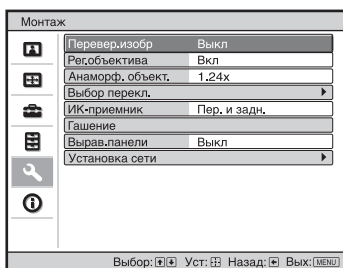 Монтаж
Перевер.изобр Выкл
Рег.объектива Вкл
Анаморф. объект. 1.24x
Выбор перекл.
ИК-приемник Пер. и задн.
Гашение
Вырав.панели Выкл
Установка сети
Выбор: Уст: Назад: Вых: MENU